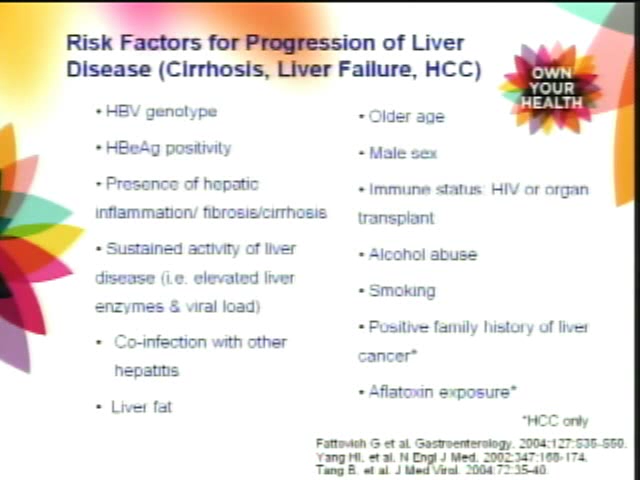 Risk Factors for Progression of Liver
Disease (Cirrhosis, Liver Failure, HCC)
OWN
YOUR
HEALTH
• HBV genotype
• HBeAg positivity
• Presence of hepatic
inflammation/ fibrosis/cirrhosis
• Sustained activity of liver
disease (i.e. elevated liver
enzymes & viral load)
• Co-infection with other
hepatitis
• Liver fat
• Older age
• Male sex
• Immune status: HIV or organ
transplant
• Alcohol abuse
• Smoking
• Positive family history of liver
cancer*
• Aflatoxin exposure*
*HCC only
Fattovich G et al. Gastroenterology. 2004;127:S35-S50.
Yang HI, et al. N Engl J Med. 2002;347:168-174.
Tang B, et al. J Med Virol. 2004;72:35-40.